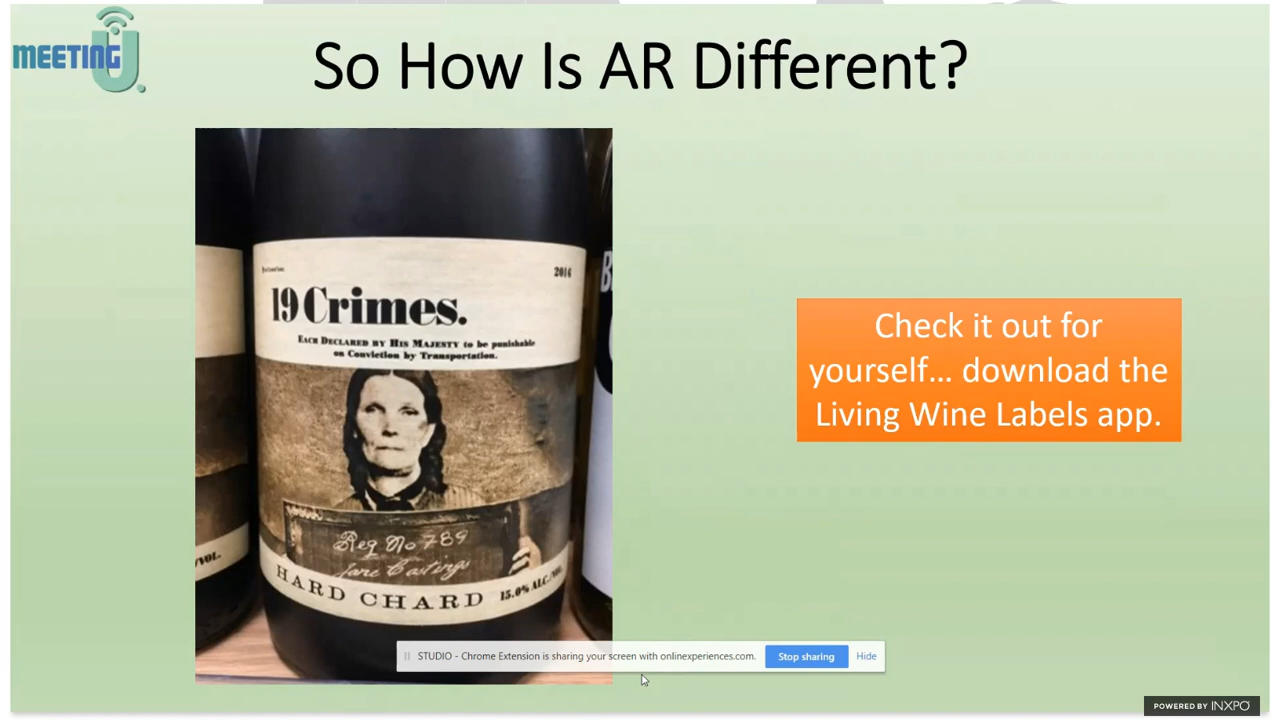 MEETING U
So How Is AR Different?
2016
19 Crimes.
EACH DECLARED BY HIS MAJESTY to be punishable
on Conviction by Transportation.
Check it out for
yourself... download the
Living Wine Labels app.
Reg No 789
Jane Castings
/VOL.
HARD CHARD 15.0% ALC./VOL.
STUDIO - Chrome Extension is sharing your screen with onlinexperiences.com. Stop sharing Hide
POWERED BY INXPO